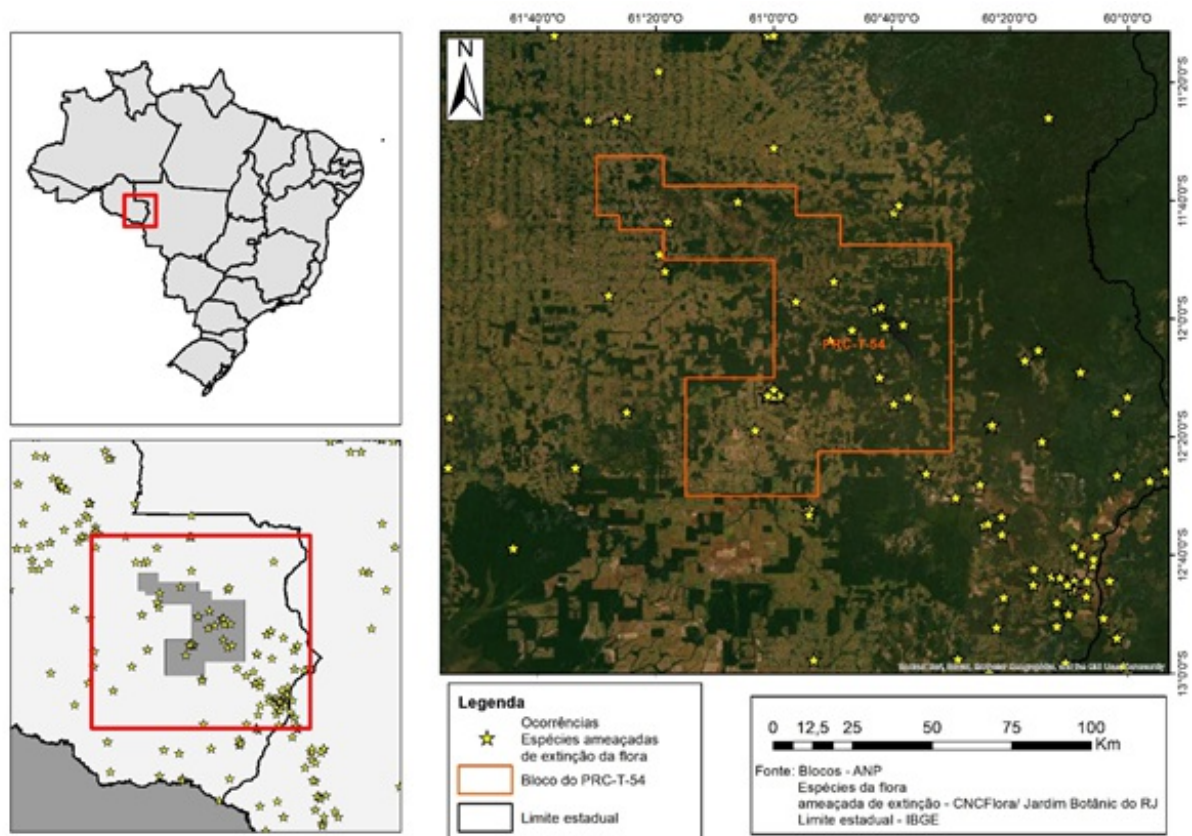 61°40'0"O 61°20'0"O 61°0'0"O 60°40'0"O 60°20'0"O 60°0'0"O
N
11°20'0"S
11°40'0"S
12°0'0"S
12°20'0"S
12°40'0"S
13°0'0"S
PRC-T-54
Legenda
Ocorrências
Espécies ameaçadas
de extinção da flora
Bloco do PRC-T-54
Limite estadual
0 12,5 25 50 75 100
Km
Fonte: Blocos - ANP
Espécies da flora
ameaçada de extinção - CNCFlora/ Jardim Botânic do RJ
Limite estadual - IBGE